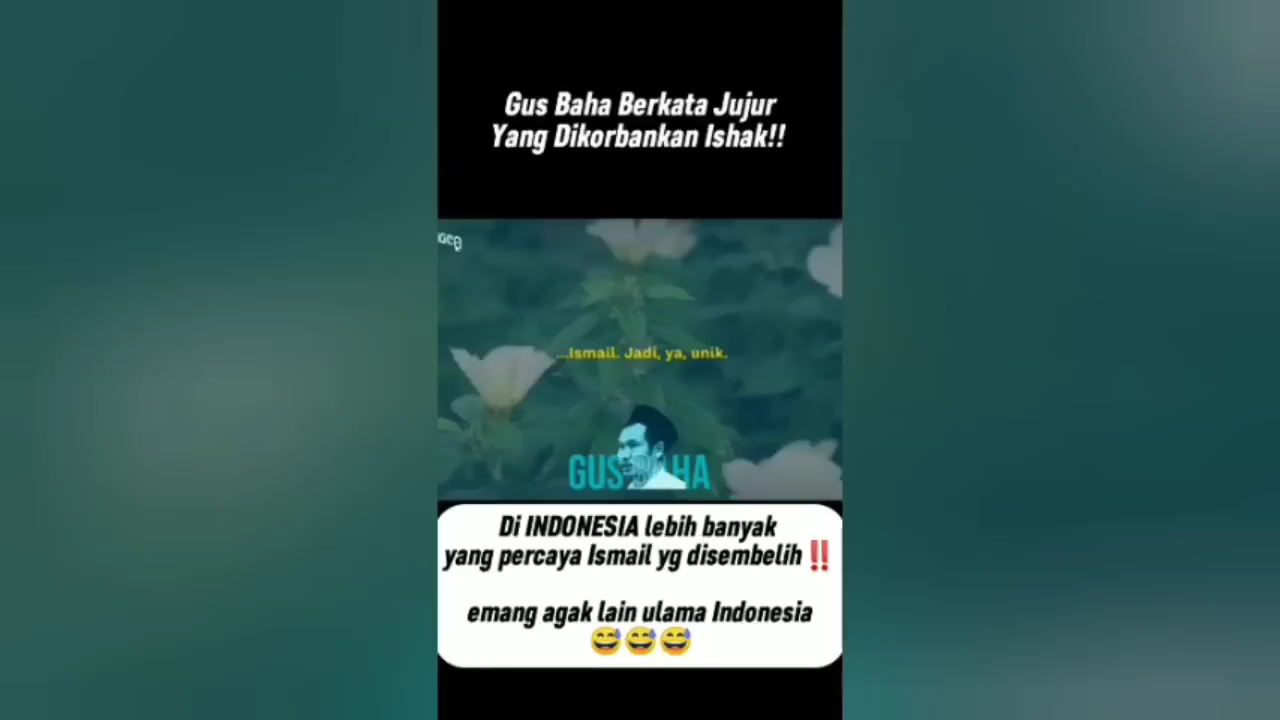 Gus Baha Berkata Jujur
Yang Dikorbankan Ishak!!
...Ismail. Jadi, ya, unik.
GUS BAHA
Di INDONESIA lebih banyak
yang percaya Ismail yg disembelih‼️
emang agak lain ulama Indonesia
😅😅😅